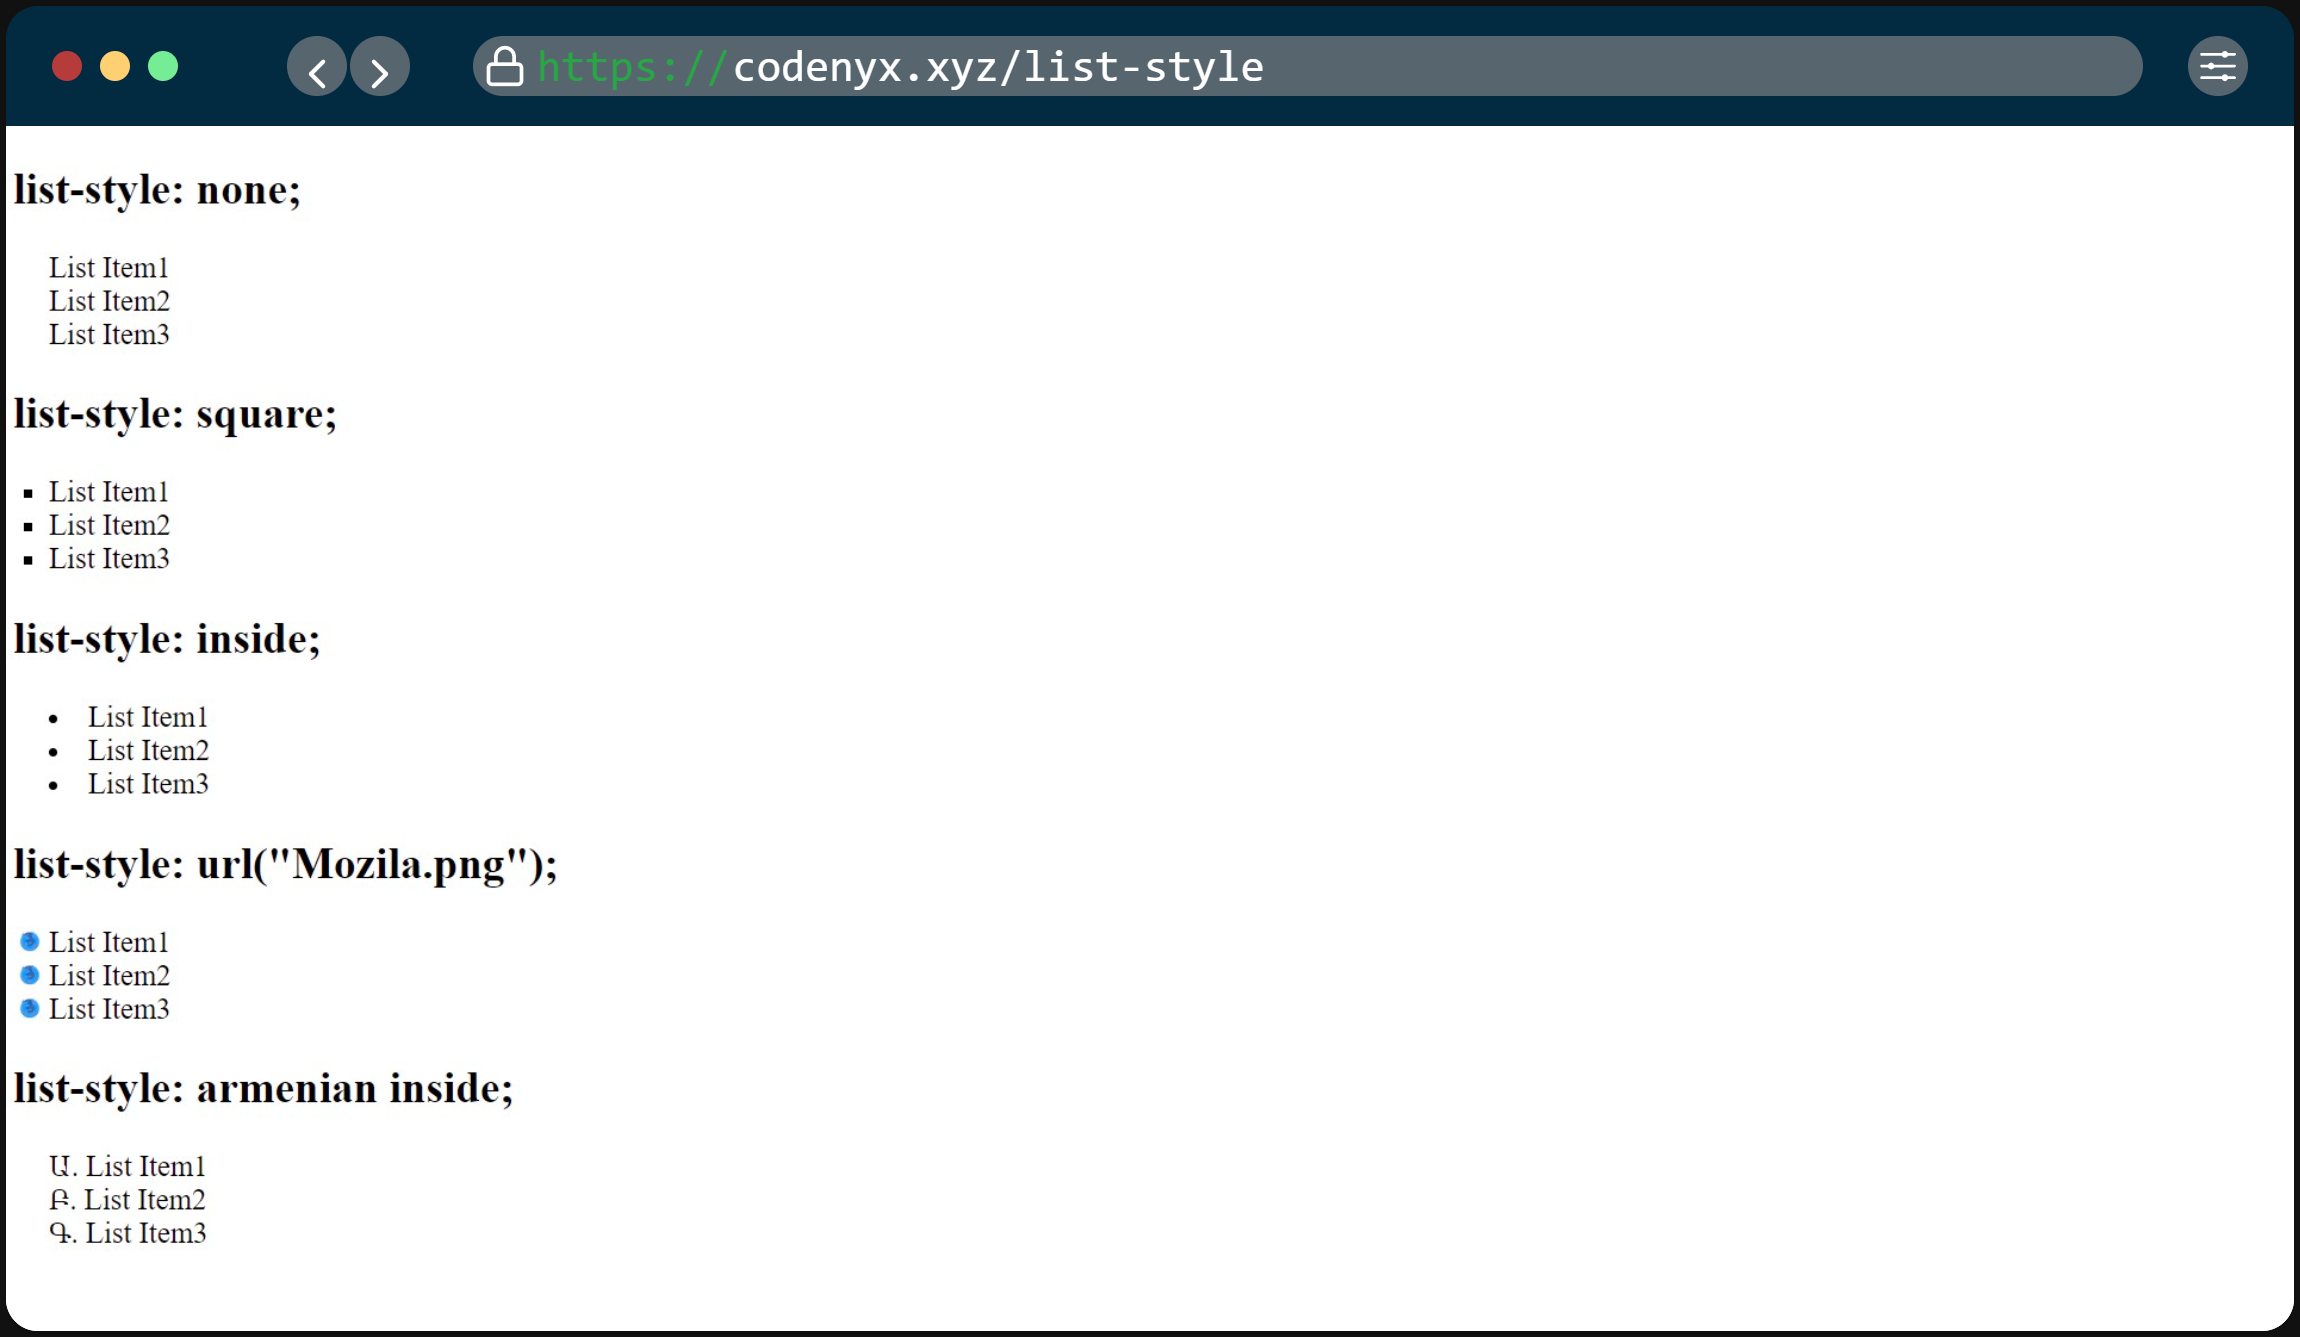 https://codenyx.xyz/list-style
list-style: none;
List Item1
List Item2
List Item3
list-style: square;
▪ List Item1
▪ List Item2
▪ List Item3
list-style: inside;
• List Item1
• List Item2
• List Item3
list-style: url("Mozila.png");
List Item1
List Item2
List Item3
list-style: armenian inside;
Ա. List Item1
Բ. List Item2
Գ. List Item3